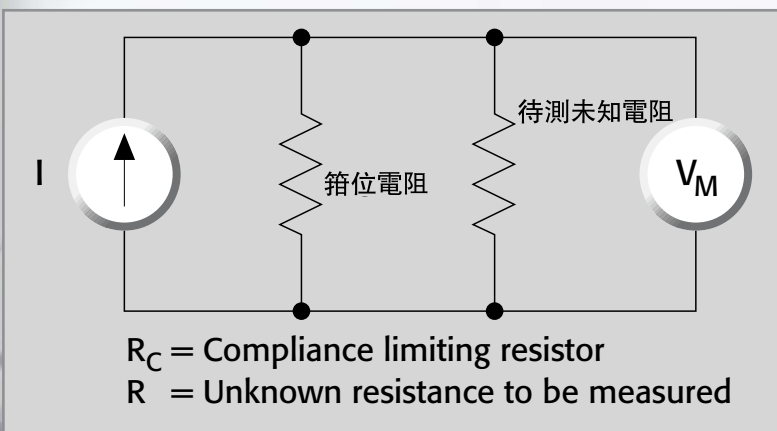 待測未知電阻
I
箝位電阻
VM
RC = Compliance limiting resistor
R = Unknown resistance to be measured